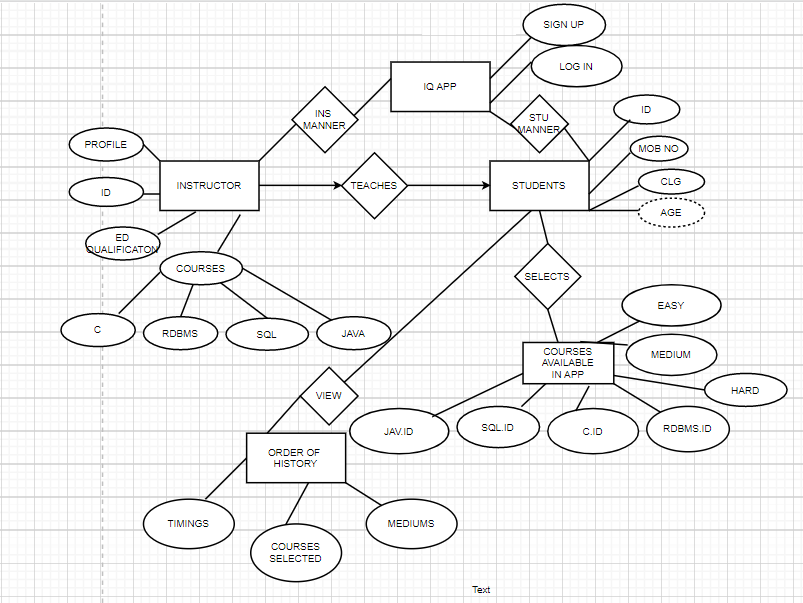 SIGN UP
IQ APP
LOG IN
INS
MANNER
STU
MANNER
ID
PROFILE
MOB NO
INSTRUCTOR
TEACHES
STUDENTS
CLG
ID
AGE
ED
QUALIFICATON
COURSES
SELECTS
C
RDBMS
SQL
JAVA
EASY
COURSES
AVAILABLE
IN APP
MEDIUM
HARD
VIEW
JAV.ID
SQL.ID
C.ID
RDBMS.ID
ORDER OF
HISTORY
TIMINGS
COURSES
SELECTED
MEDIUMS
Text